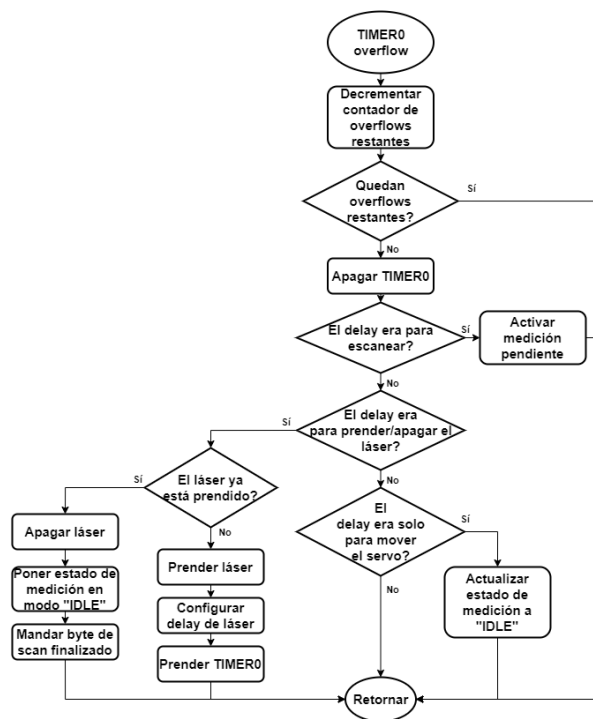 TIMER0
overflow
Decrementar
contador de
overflows
restantes
Quedan
overflows
restantes?
Sí
No
Apagar TIMER0
El delay era para
escanear?
Sí
Activar
medición
pendiente
No
El delay era
para prender/apagar el
láser?
Sí
No
El láser ya
está prendido?
Sí
No
El
delay era solo
para mover
el servo?
Sí
No
Apagar láser
Poner estado de
medición en
modo "IDLE"
Mandar byte de
scan finalizado
Prender láser
Configurar
delay de láser
Prender TIMER0
Actualizar
estado de
medición a
"IDLE"
Retornar